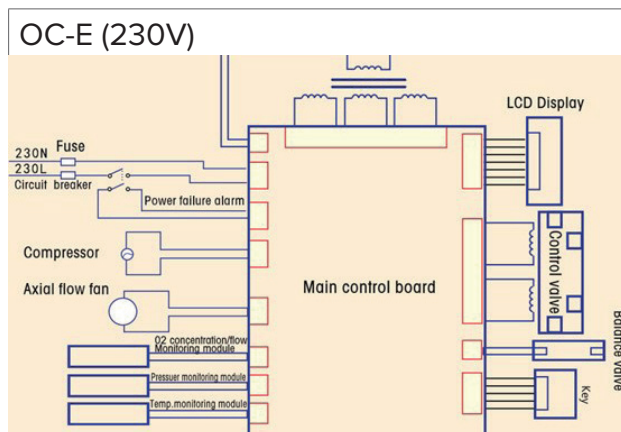 OC-E (230V)
LCD Display
230N Fuse
230L
Circuit breaker
Power failure alarm
Compressor
Axial flow fan
Main control board
Control valve
O2 concentration/flow
Monitoring module
Pressuer monitoring module
Temp.monitoring module
Balance valve
Key